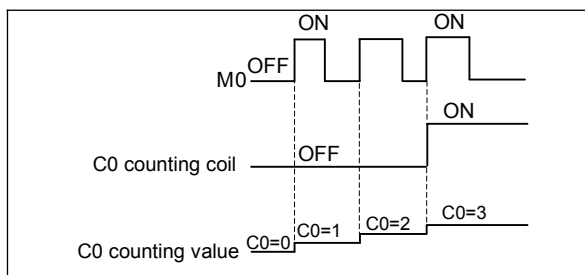 ON ON
OFF
M0
ON
C0 counting coil OFF
C0 counting value C0=0 C0=1 C0=2 C0=3